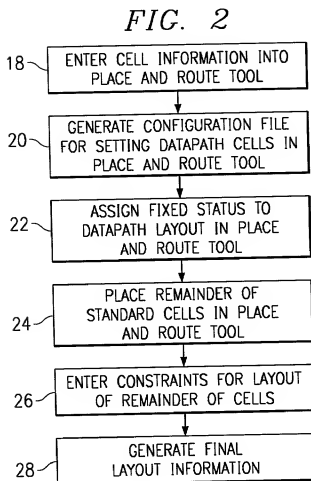 FIG. 2
18
ENTER CELL INFORMATION INTO
PLACE AND ROUTE TOOL
20
GENERATE CONFIGURATION FILE
FOR SETTING DATAPATH CELLS IN
PLACE AND ROUTE TOOL
22
ASSIGN FIXED STATUS TO
DATAPATH LAYOUT IN PLACE
AND ROUTE TOOL
24
PLACE REMAINDER OF
STANDARD CELLS IN PLACE
AND ROUTE TOOL
26
ENTER CONSTRAINTS FOR LAYOUT
OF REMAINDER OF CELLS
28
GENERATE FINAL
LAYOUT INFORMATION